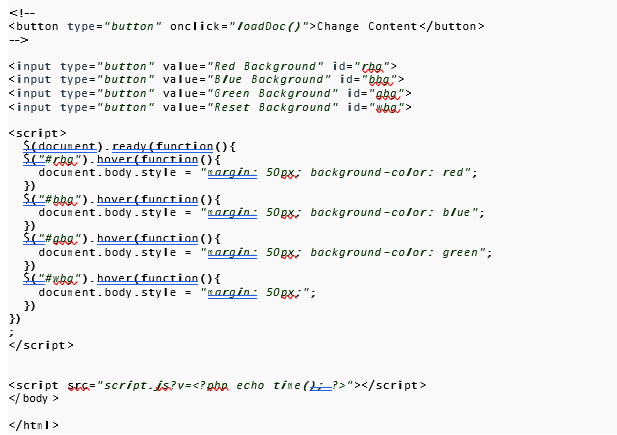 <!--
<button type="button" onclick="loadDoc()">Change Content</button>
-->
<input type="button" value="Red Background" id="rbg">
<input type="button" value="Blue Background" id="bbg">
<input type="button" value="Green Background" id="gbg">
<input type="button" value="Reset Background" id="wbg">
<script>
$(document).ready(function(){
$("#rbg").hover(function(){
document.body.style = "margin: 50px; background-color: red";
})
$("#bbg").hover(function(){
document.body.style = "margin: 50px; background-color: blue";
})
$("#gbg").hover(function(){
document.body.style = "margin: 50px; background-color: green";
})
$("#wbg").hover(function(){
document.body.style = "margin: 50px;";
})
})
;
</script>
<script src="script.js?v=<?php echo time(); ?>"></script>
</body >
</html>